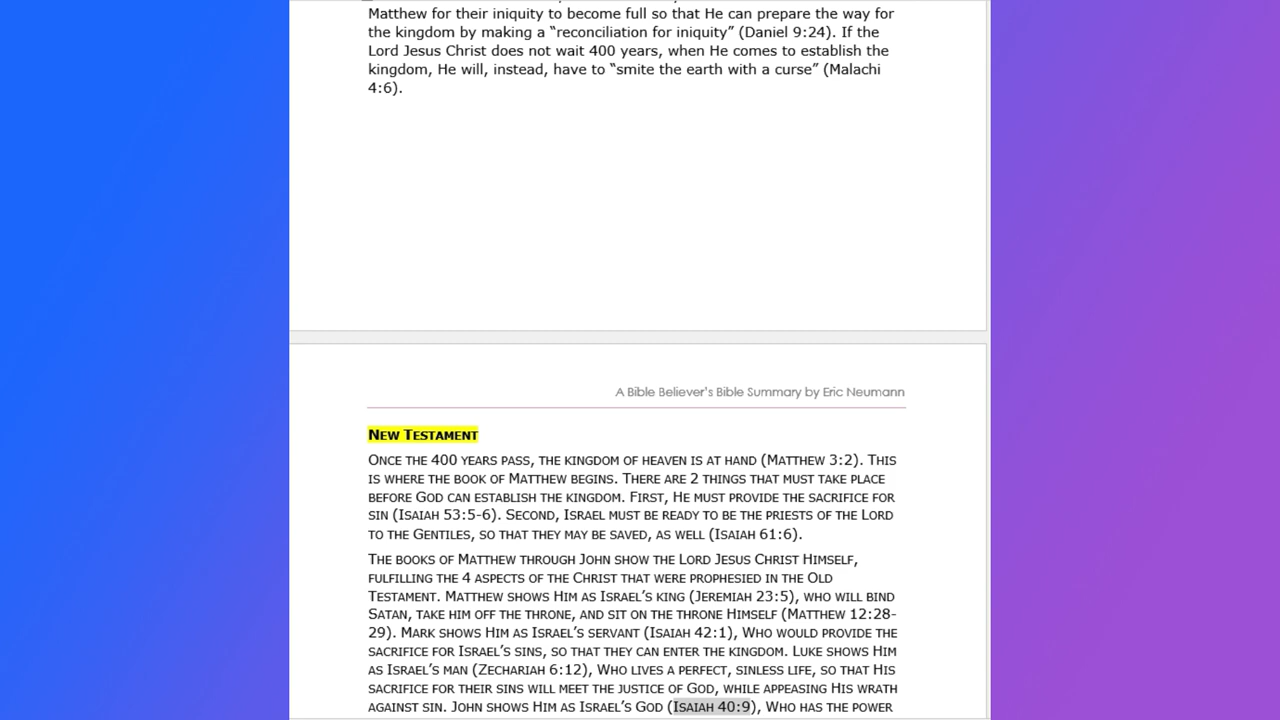 Matthew for their iniquity to become full so that He can prepare the way for
the kingdom by making a “reconciliation for iniquity” (Daniel 9:24). If the
Lord Jesus Christ does not wait 400 years, when He comes to establish the
kingdom, He will, instead, have to “smite the earth with a curse” (Malachi
4:6).
A Bible Believer’s Bible Summary by Eric Neumann
New Testament
Once the 400 years pass, the kingdom of heaven is at hand (Matthew 3:2). This
is where the book of Matthew begins. There are 2 things that must take place
before God can establish the kingdom. First, He must provide the sacrifice for
sin (Isaiah 53:5-6). Second, Israel must be ready to be the priests of the Lord
to the Gentiles, so that they may be saved, as well (Isaiah 61:6).
The books of Matthew through John show the Lord Jesus Christ Himself,
fulfilling the 4 aspects of the Christ that were prophesied in the Old
Testament. Matthew shows Him as Israel’s king (Jeremiah 23:5), who will bind
Satan, take him off the throne, and sit on the throne Himself (Matthew 12:28-
29). Mark shows Him as Israel’s servant (Isaiah 42:1), Who would provide the
sacrifice for Israel’s sins, so that they can enter the kingdom. Luke shows Him
as Israel’s man (Zechariah 6:12), Who lives a perfect, sinless life, so that His
sacrifice for their sins will meet the justice of God, while appeasing His wrath
against sin. John shows Him as Israel’s God (Isaiah 40:9), Who has the power